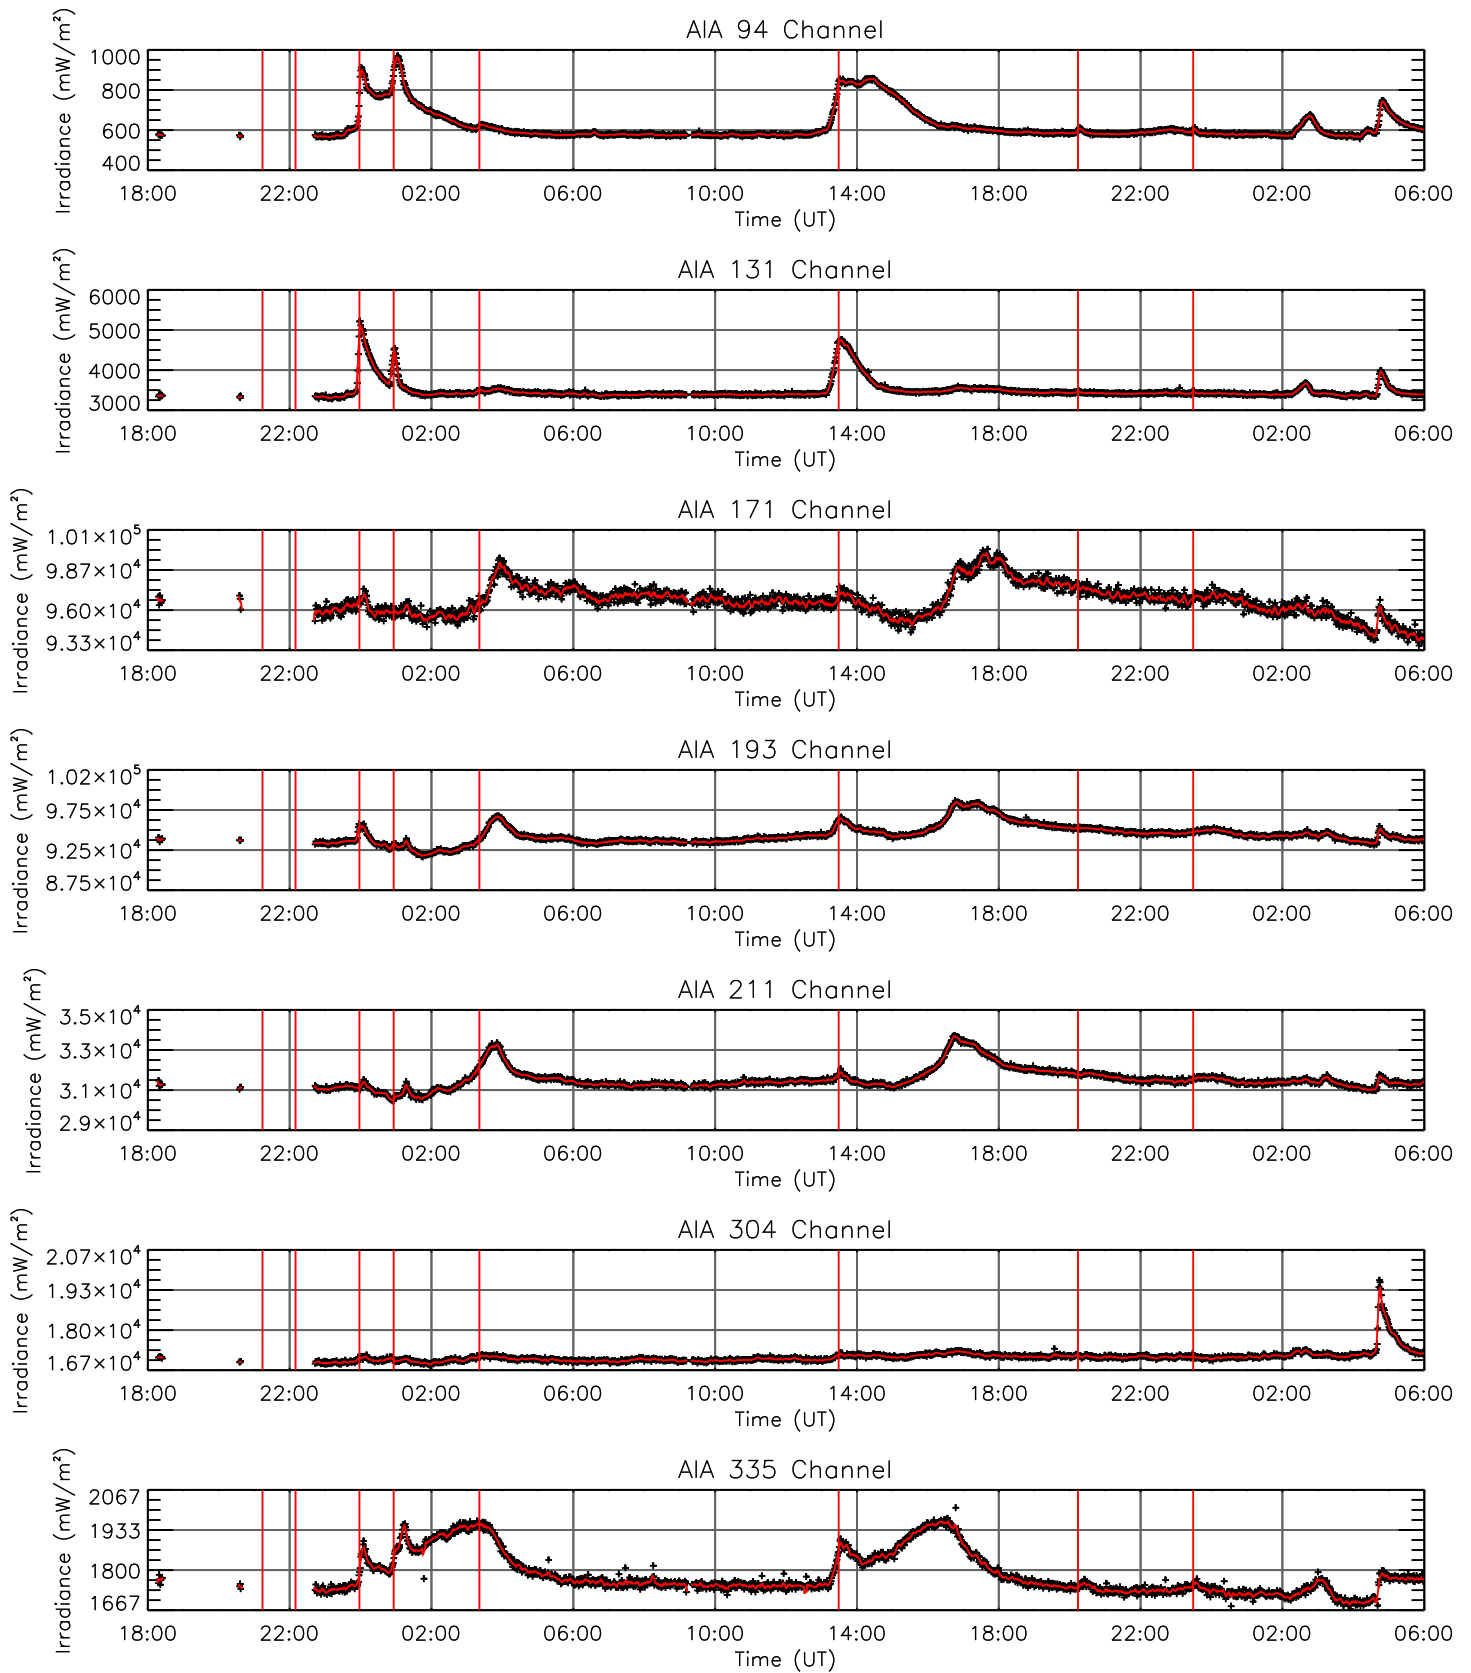 AIA 94 Channel
Irradiance (mW/m²)
1000
800
600
400
18:00 22:00 02:00 06:00 10:00 14:00 18:00 22:00 02:00 06:00
Time (UT)
AIA 131 Channel
Irradiance (mW/m²)
6000
5000
4000
3000
18:00 22:00 02:00 06:00 10:00 14:00 18:00 22:00 02:00 06:00
Time (UT)
AIA 171 Channel
Irradiance (mW/m²)
1.01×10⁵
9.87×10⁴
9.60×10⁴
9.33×10⁴
18:00 22:00 02:00 06:00 10:00 14:00 18:00 22:00 02:00 06:00
Time (UT)
AIA 193 Channel
Irradiance (mW/m²)
1.02×10⁵
9.75×10⁴
9.25×10⁴
8.75×10⁴
18:00 22:00 02:00 06:00 10:00 14:00 18:00 22:00 02:00 06:00
Time (UT)
AIA 211 Channel
Irradiance (mW/m²)
3.5×10⁴
3.3×10⁴
3.1×10⁴
2.9×10⁴
18:00 22:00 02:00 06:00 10:00 14:00 18:00 22:00 02:00 06:00
Time (UT)
AIA 304 Channel
Irradiance (mW/m²)
2.07×10⁴
1.93×10⁴
1.80×10⁴
1.67×10⁴
18:00 22:00 02:00 06:00 10:00 14:00 18:00 22:00 02:00 06:00
Time (UT)
AIA 335 Channel
Irradiance (mW/m²)
2067
1933
1800
1667
18:00 22:00 02:00 06:00 10:00 14:00 18:00 22:00 02:00 06:00
Time (UT)